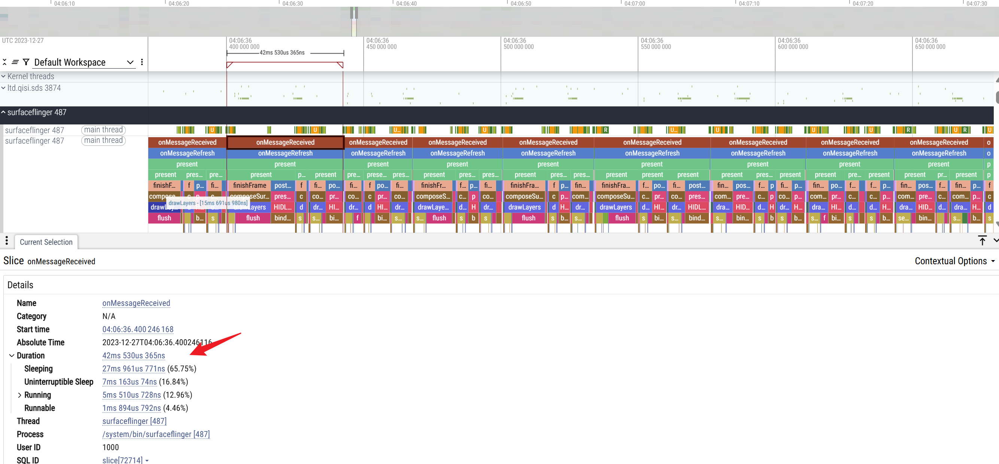 04:06:10 04:06:20 04:06:30 04:06:40 04:06:50 04:07:00 04:07:10 04:07:20 04:07:30
UTC 2023-12-27 04:06:36 04:06:36 04:06:36 04:06:36 04:06:36 04:06:36
400 000 000 450 000 000 500 000 000 550 000 000 600 000 000 650 000 000
42ms 530us 365ns
Default Workspace
Kernel threads
ltd.qisi.sds 3874
surfaceflinger 487
surfaceflinger 487 main thread U U U... U R U... U U U R U R U
surfaceflinger 487 main thread onMessageReceived onMessageReceived onMessageReceived onMessageReceived onMessageReceived onMessageReceived onMessageReceived onMessageReceived onMessageReceived o
onMessageRefresh onMessageRefresh onMessageRefresh onMessageRefresh onMessageRefresh onMessageRefresh onMessageRefresh onMessageRefresh onMessageRefresh o
present present present present present present present present present p
present pres... pre... present p... present pre... prese... pres... present pres... pres... present pres... pres... present pres... present present pres... present present pre... present present pr... present p
finishF... f p... fi... finishFrame post... f fi... po... fi... f po... fi... finishFr... f... p... fi... finishFra... f p... fin... finishFra... f... po... fi... post... fin... pos... f... p fi... p... fin... po... f... f... p... fin... pos... f... fin... p... f
compose... c p... c... composeSur... pres... c co... pr... co... c pr... co... composeS... c... p co... composeSu... c p... com... composeSu... c... pr... co... pres... com... pre... c... p co... p... com... pr... c... c... p... com... pre... c... com... p... c
drawLayers - [15ms 691us 980ns]
drawLay... d H... d... drawLayers HIDL... d dr... HI... dr... d HI... dr... drawLaye... d... H dr... drawLayers d H... dr... drawLayers d... HI... dr... HIDL... dra... HID... d... H dr... H... dra... HI... d... d... H... dra... HID... d... dra... H... d
flush b... s flush bind... s s... bi... f bi... s... s... flush s b s flush s b... s... flush s bi... s... bind... s... bin... s b s... b... s... f bi... s s b... se... bin... s... b... s
Current Selection
Slice onMessageReceived Contextual Options
Details
Name onMessageReceived
Category N/A
Start time 04:06:36.400 246 168
Absolute Time 2023-12-27T04:06:36.400246116
Duration 42ms 530us 365ns
Sleeping 27ms 961us 771ns (65.75%)
Uninterruptible Sleep 7ms 163us 74ns (16.84%)
Running 5ms 510us 728ns (12.96%)
Runnable 1ms 894us 792ns (4.46%)
Thread surfaceflinger [487]
Process /system/bin/surfaceflinger [487]
User ID 1000
SQL ID slice[72714]